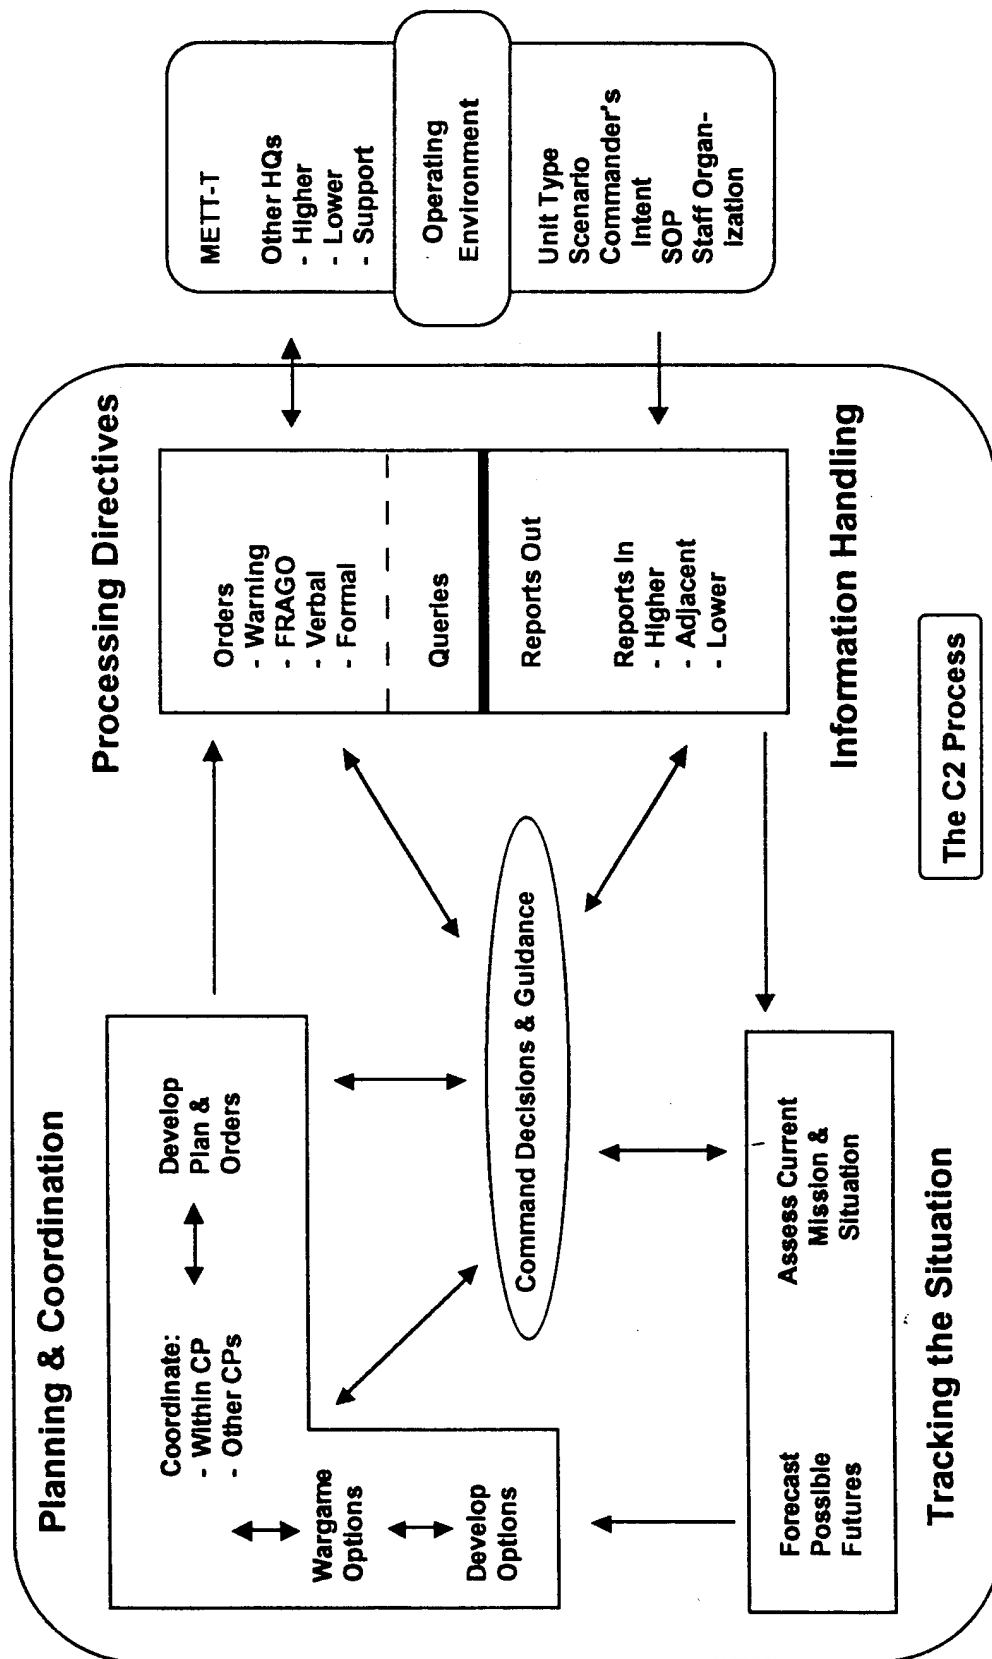 Planning & Coordination
Coordinate:
- Within CP
- Other CPs
Develop
Plan &
Orders
Wargame
Options
Develop
Options
Processing Directives
Orders
- Warning
- FRAGO
- Verbal
- Formal
Queries
Reports Out
Reports In
- Higher
- Adjacent
- Lower
Information Handling
METT-T
Other HQs
- Higher
- Lower
- Support
Operating
Environment
Unit Type
Scenario
Commander's
Intent
SOP
Staff Organ-
ization
Command Decisions & Guidance
Forecast
Possible
Futures
Assess Current
Mission &
Situation
Tracking the Situation
The C2 Process